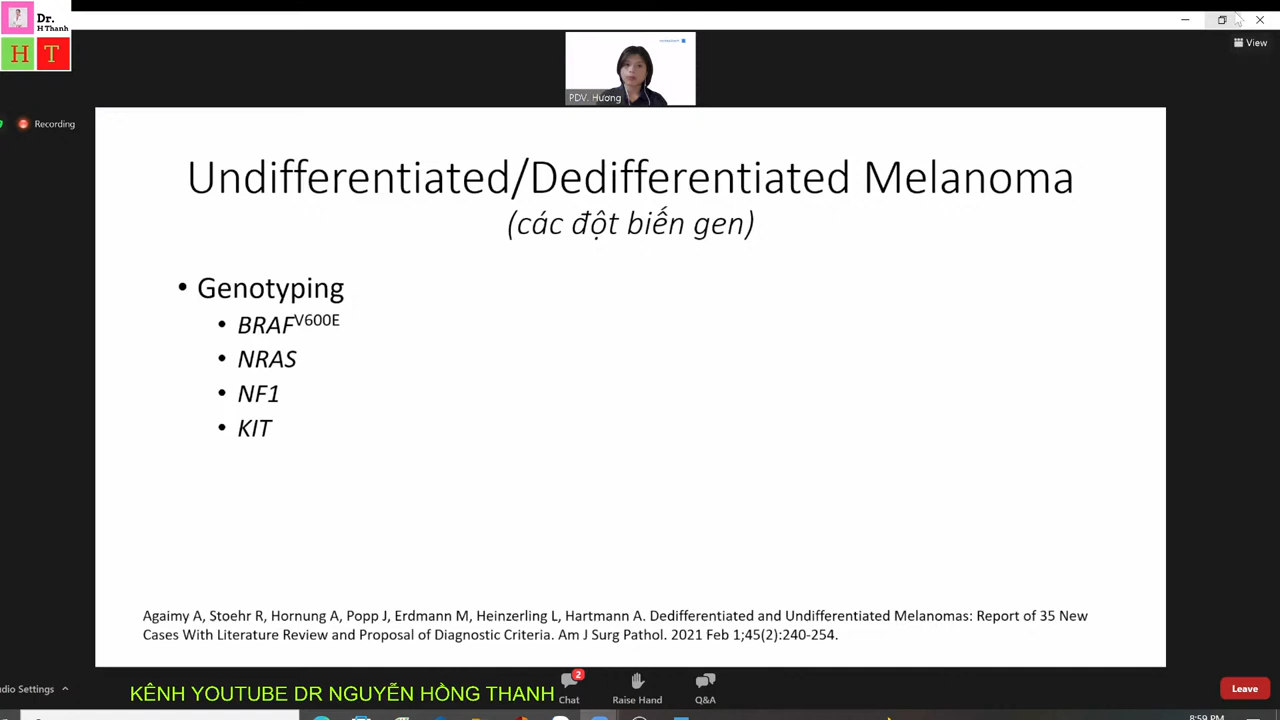 Dr.
H Thanh
H T
View
PDV. Hương
Recording
Undifferentiated/Dedifferentiated Melanoma
(các đột biến gen)
• Genotyping
• BRAFV600E
• NRAS
• NF1
• KIT
Agaimy A, Stoehr R, Hornung A, Popp J, Erdmann M, Heinzerling L, Hartmann A. Dedifferentiated and Undifferentiated Melanomas: Report of 35 New
Cases With Literature Review and Proposal of Diagnostic Criteria. Am J Surg Pathol. 2021 Feb 1;45(2):240-254.
dio Settings
KÊNH YOUTUBE DR NGUYỄN HỒNG THANH
2
Chat
Raise Hand
Q&A
Leave
8:59 PM